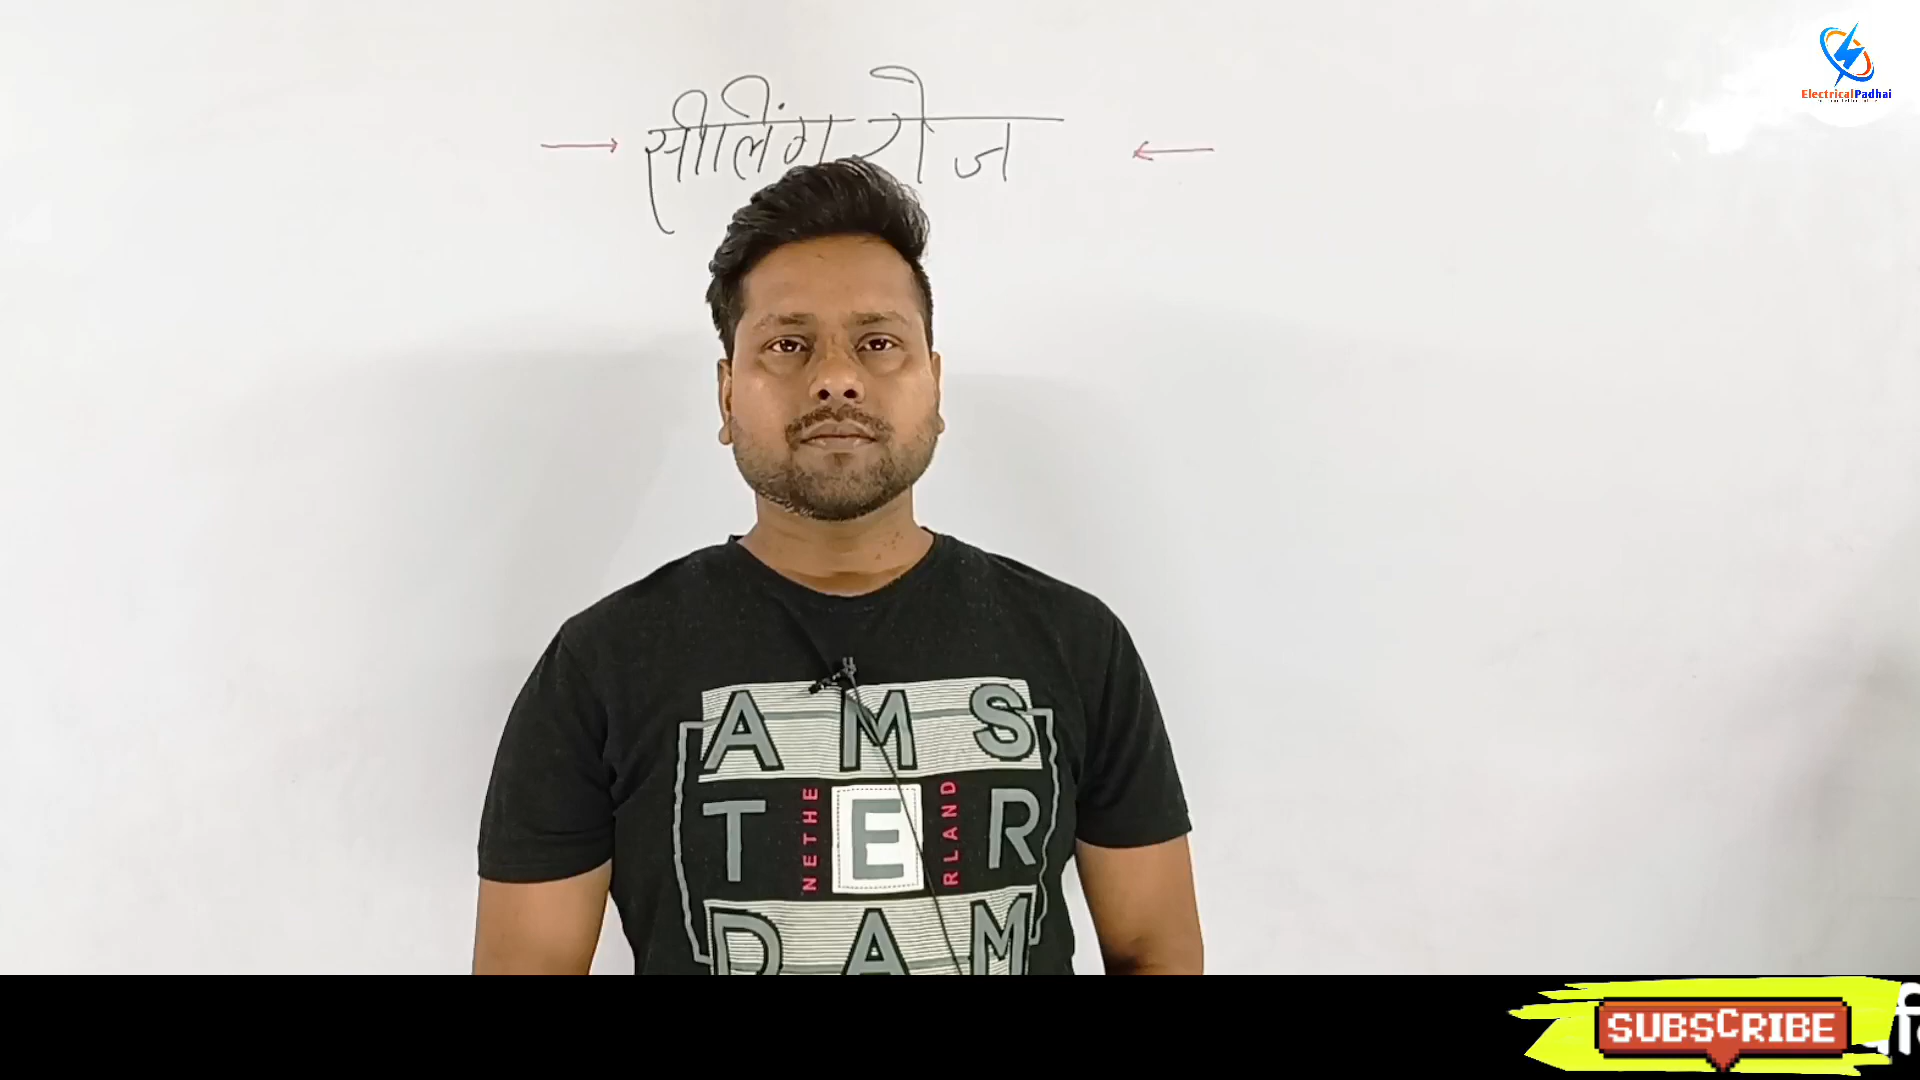 सीलिंग रोज
ElectricalPadhai
AMS
TER
NETHE
RLAND
DAM
SUBSCRIBE